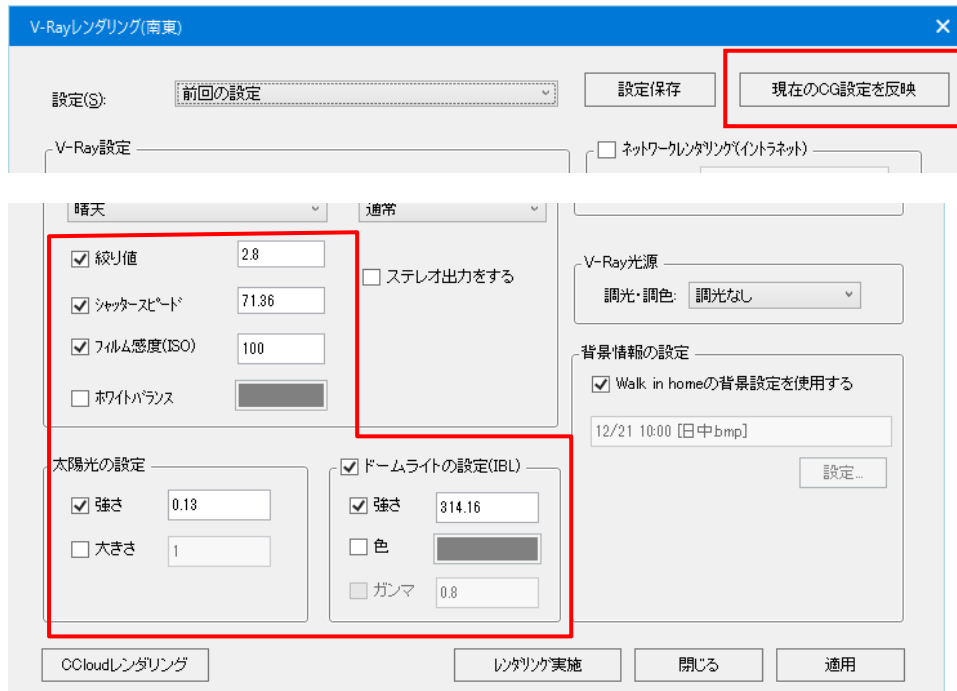 V-Rayレンダリング(南東)
設定(S): 前回の設定 設定保存 現在のCG設定を反映
V-Ray設定 ネットワークレンダリング(イントラネット)
晴天 通常
絞り値 2.8
ステレオ出力をする
シャッタースピード 71.36
フィルム感度(ISO) 100
ホワイトバランス
V-Ray光源
調光・調色: 調光なし
背景情報の設定
Walk in homeの背景設定を使用する
12/21 10:00 [日中.bmp]
設定...
太陽光の設定
強さ 0.13
大きさ 1
ドームライトの設定(IBL)
強さ 314.16
色
ガンマ 0.8
CCloudレンダリング レンダリング実施 閉じる 適用